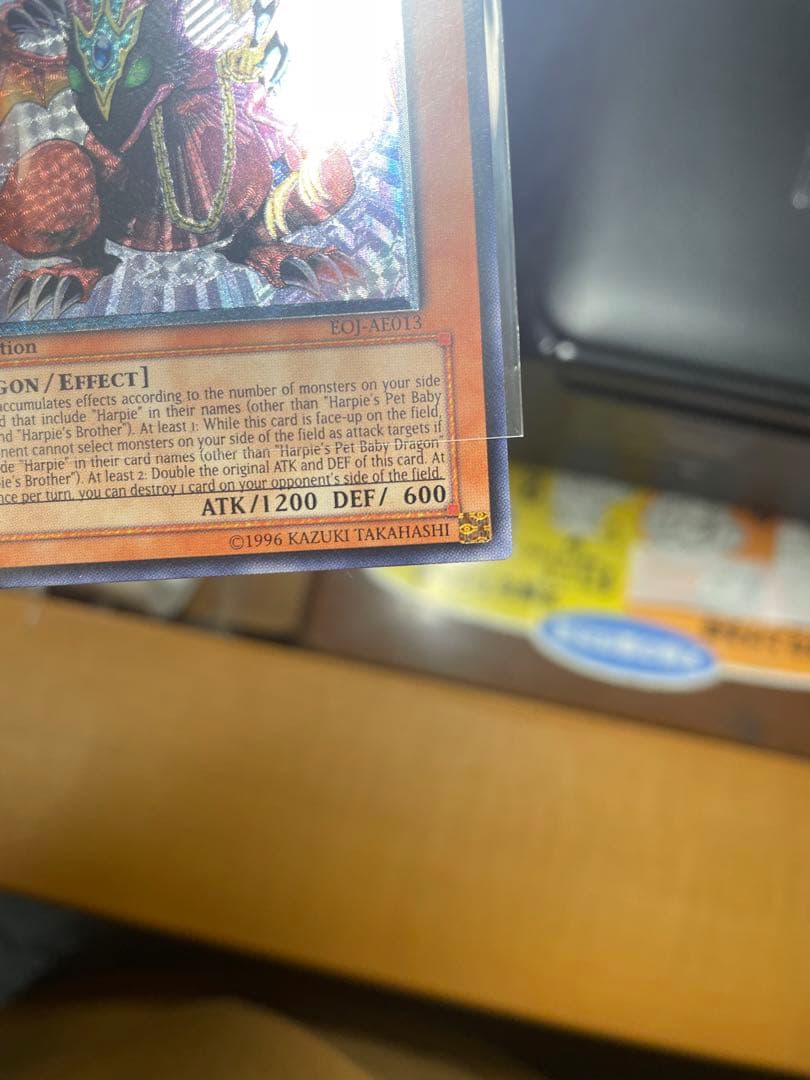 EOJ-AE013
tion
GON/EFFECT]
accumulates effects according to the number of monsters on your side
d that include "Harpie" in their names (other than "Harpie's Pet Baby
nd "Harpie's Brother"). At least 1: While this card is face-up on the field,
nent cannot select monsters on your side of the field as attack targets if
de "Harpie" in their card names (other than "Harpie's Pet Baby Dragon
ie's Brother"). At least 2: Double the original ATK and DEF of this card. At
nce per turn, you can destroy 1 card on your opponent's side of the field.
ATK/1200 DEF/ 600
©1996 KAZUKI TAKAHASHI